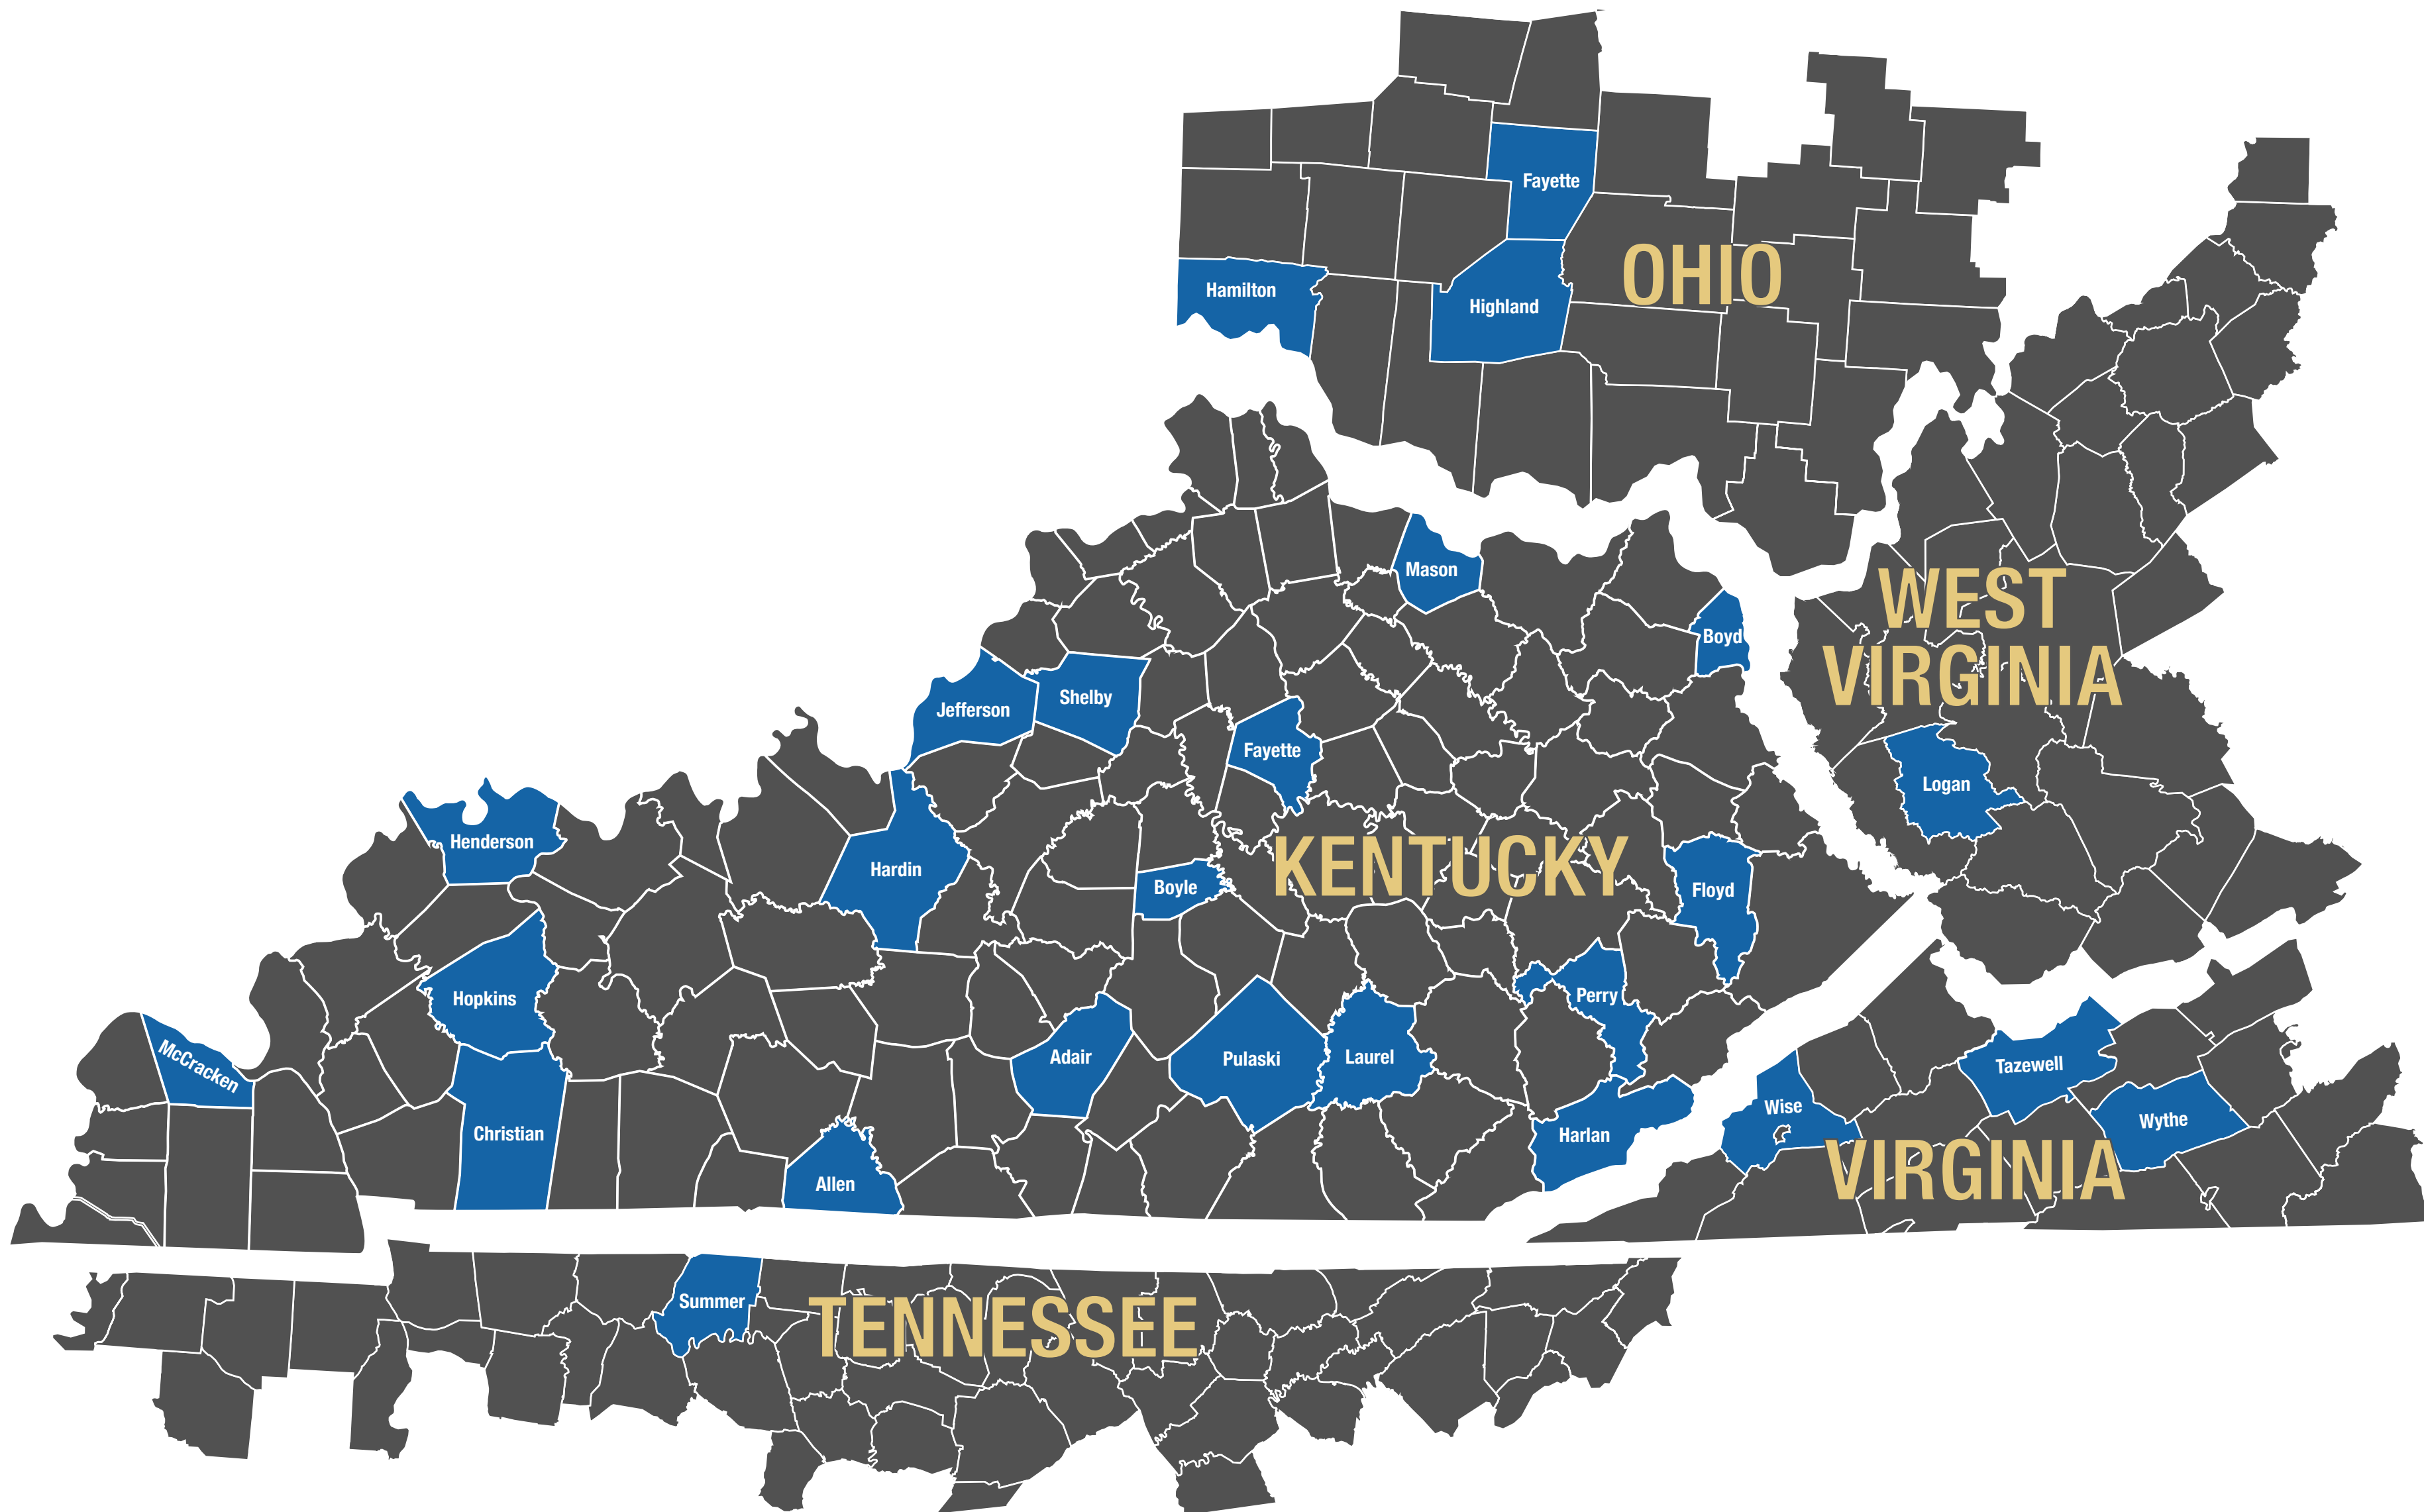 Fayette
OHIO
Hamilton
Highland
Mason
WEST
VIRGINIA
Boyd
Shelby
Jefferson
Fayette
Logan
Henderson
KENTUCKY
Hardin
Boyle
Floyd
Hopkins
Perry
McCracken
Adair
Pulaski
Laurel
Tazewell
Wise
Wythe
Christian
Harlan
VIRGINIA
Allen
Summer
TENNESSEE